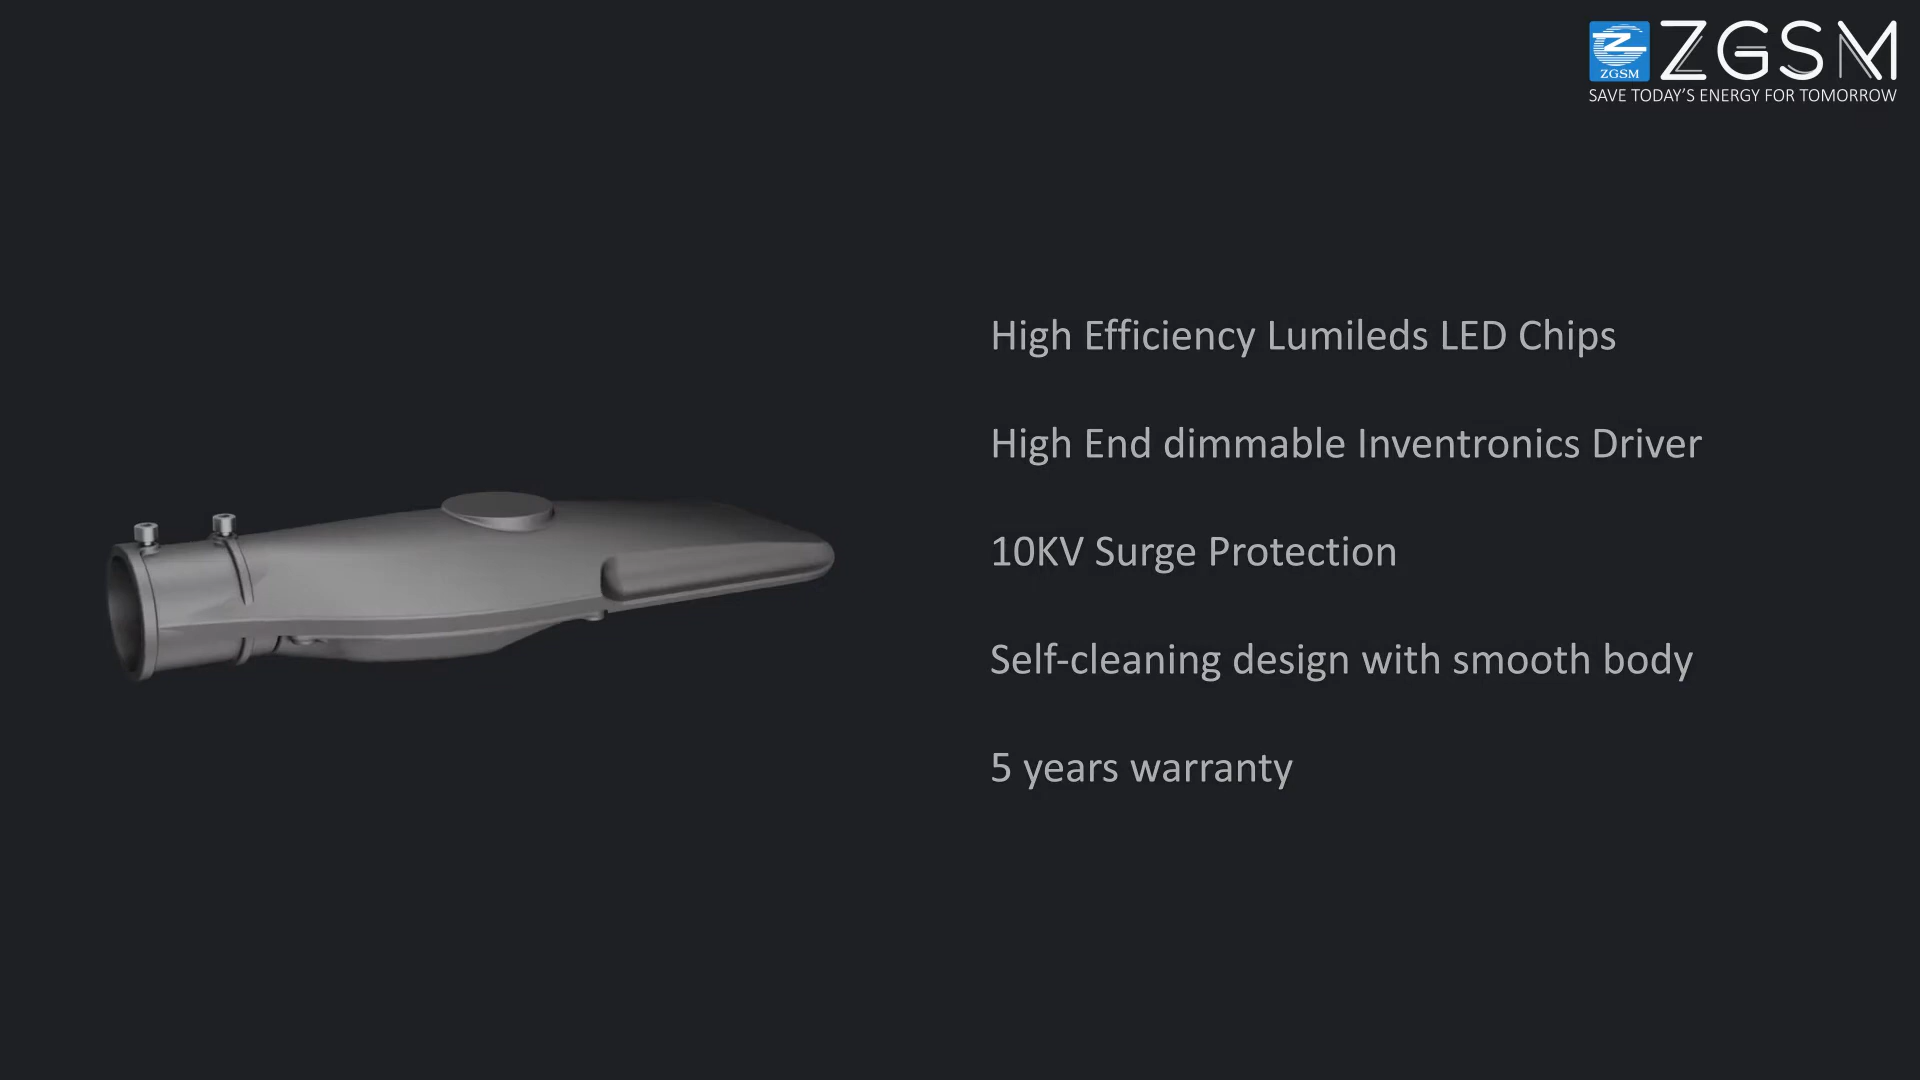 ZGSM
ZGSM
SAVE TODAY'S ENERGY FOR TOMORROW
High Efficiency Lumileds LED Chips
High End dimmable Inventronics Driver
10KV Surge Protection
Self-cleaning design with smooth body
5 years warranty